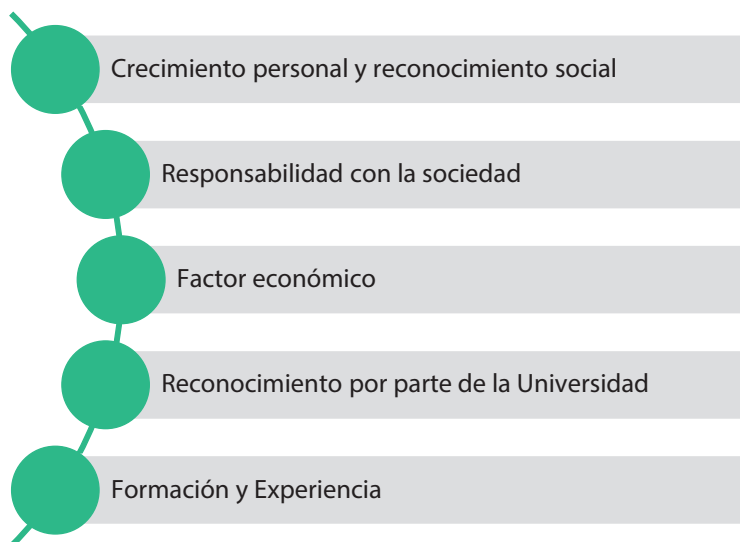 Crecimiento personal y reconocimiento social
Responsabilidad con la sociedad
Factor económico
Reconocimiento por parte de la Universidad
Formación y Experiencia